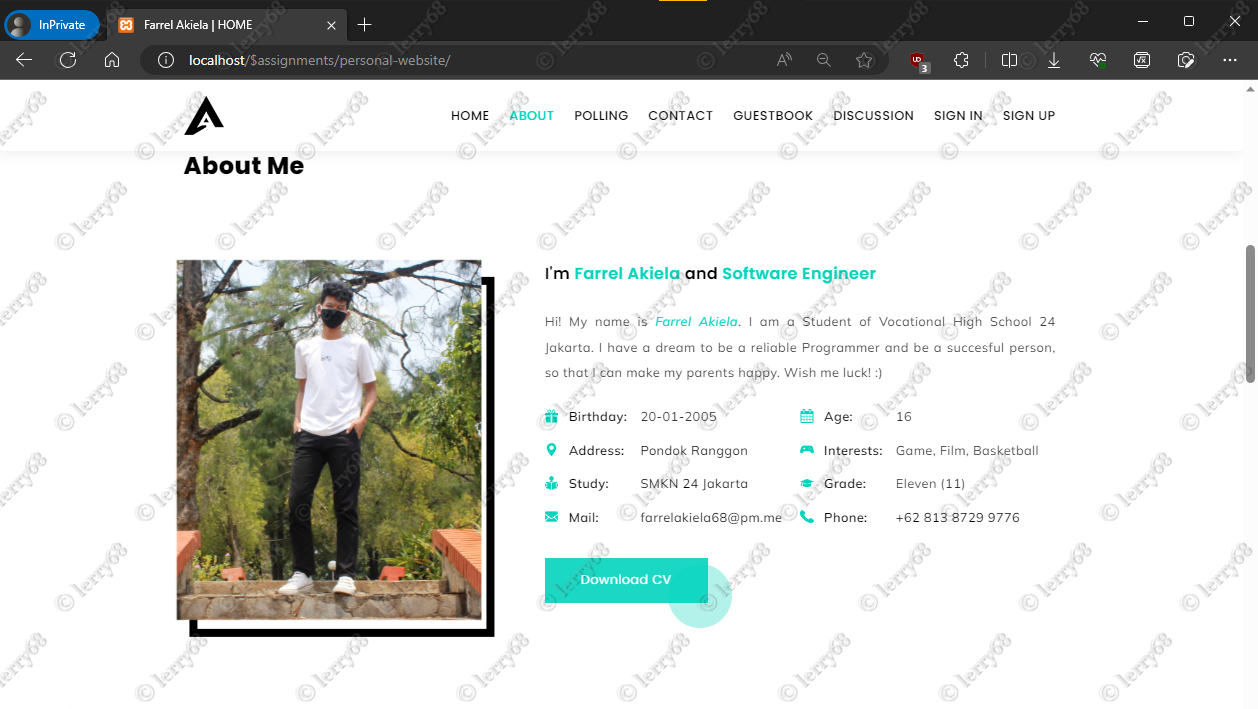 InPrivate
Farrel Akiela | HOME
localhost/$assignments/personal-website/
3
HOME ABOUT POLLING CONTACT GUESTBOOK DISCUSSION SIGN IN SIGN UP
About Me
I'm Farrel Akiela and Software Engineer
Hi! My name is Farrel Akiela. I am a Student of Vocational High School 24
Jakarta. I have a dream to be a reliable Programmer and be a succesful person,
so that I can make my parents happy. Wish me luck! :)
Birthday: 20-01-2005 Age: 16
Address: Pondok Ranggon Interests: Game, Film, Basketball
Study: SMKN 24 Jakarta Grade: Eleven (11)
Mail: farrelakiela68@pm.me Phone: +62 813 8729 9776
Download CV
© lerry68